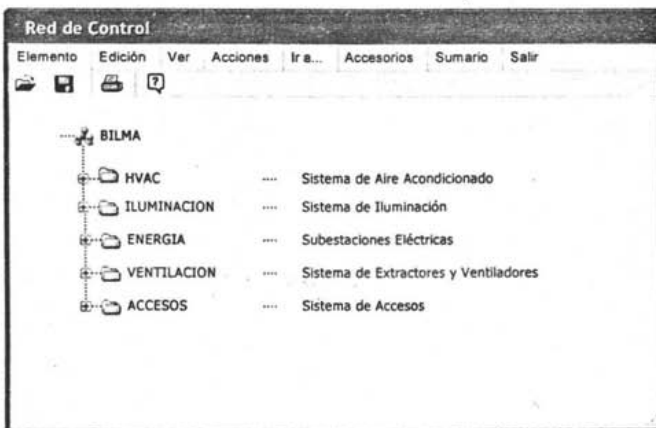 Red de Control
Elemento Edición Ver Acciones Ir a... Accesorios Sumario Salir
BILMA
HVAC .... Sistema de Aire Acondicionado
ILUMINACION .... Sistema de Iluminación
ENERGIA .... Subestaciones Eléctricas
VENTILACION .... Sistema de Extractores y Ventiladores
ACCESOS .... Sistema de Accesos